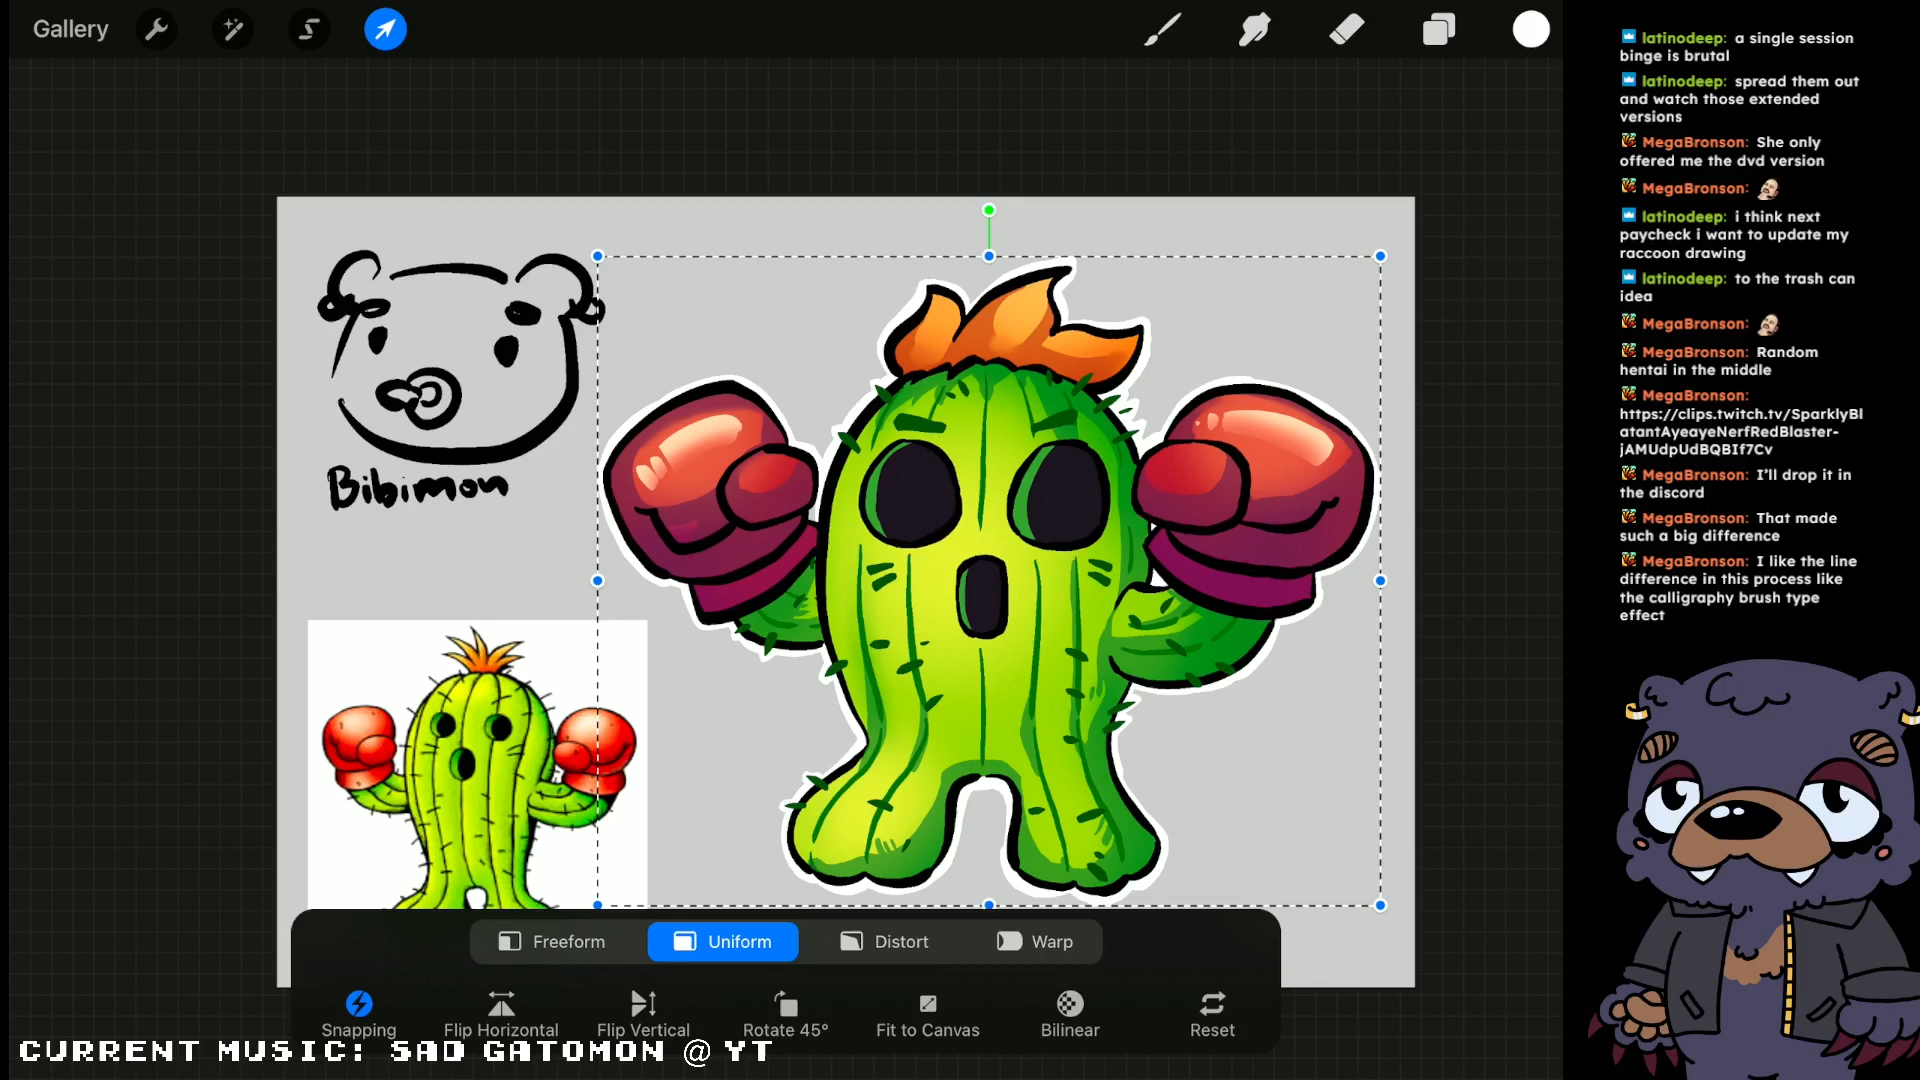 Gallery
latinodeep: a single session
binge is brutal
latinodeep: spread them out
and watch those extended
versions
MegaBronson: She only
offered me the dvd version
MegaBronson:
latinodeep: i think next
paycheck i want to update my
raccoon drawing
latinodeep: to the trash can
idea
MegaBronson:
MegaBronson: Random
hentai in the middle
MegaBronson:
https://clips.twitch.tv/SparklyBl
atantAyeayeNerfRedBlaster-
jAMUdpUdBQBIf7Cv
MegaBronson: I'll drop it in
the discord
MegaBronson: That made
such a big difference
MegaBronson: I like the line
difference in this process like
the calligraphy brush type
effect
Bibimon
Freeform
Uniform
Distort
Warp
Snapping
Flip Horizontal
Flip Vertical
Rotate 45°
Fit to Canvas
Bilinear
Reset
CURRENT MUSIC: SAD GATOMON @ YT